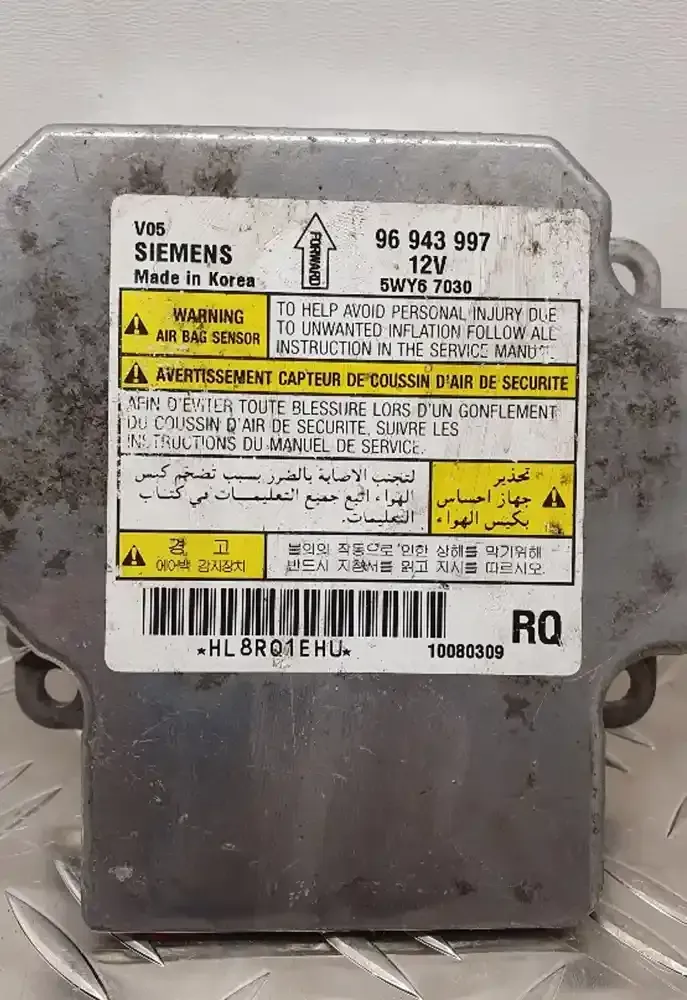 V05
SIEMENS
Made in Korea
FORWARD
96 943 997
12V
5WY6 7030
WARNING
AIR BAG SENSOR
TO HELP AVOID PERSONAL INJURY DUE
TO UNWANTED INFLATION FOLLOW ALL
INSTRUCTION IN THE SERVICE
AVERTISSEMENT CAPTEUR DE COUSSIN D'AIR DE SECURITE
AFIN D'EVITER TOUTE BLESSURE LORS D'UN GONFLEMENT
DU COUSSIN D'AIR DE SECURITE, SUIVRE LES
INSTRUCTIONS DU MANUEL DE SERVICE.
لتجنب الاصابة بالضرر بسبب تضخم كيس
الهواء اتبع جميع التعليمات في كتاب
التعليمات.
تحذير
جهاز احساس
بكيس الهواء
경 고
에어백 감지장치
불의의 작동으로 인한 상해를 막기위해
반드시 지침서를 읽고 지시를 따르시오.
*HL8RQ1EHU*
10080309
RQ